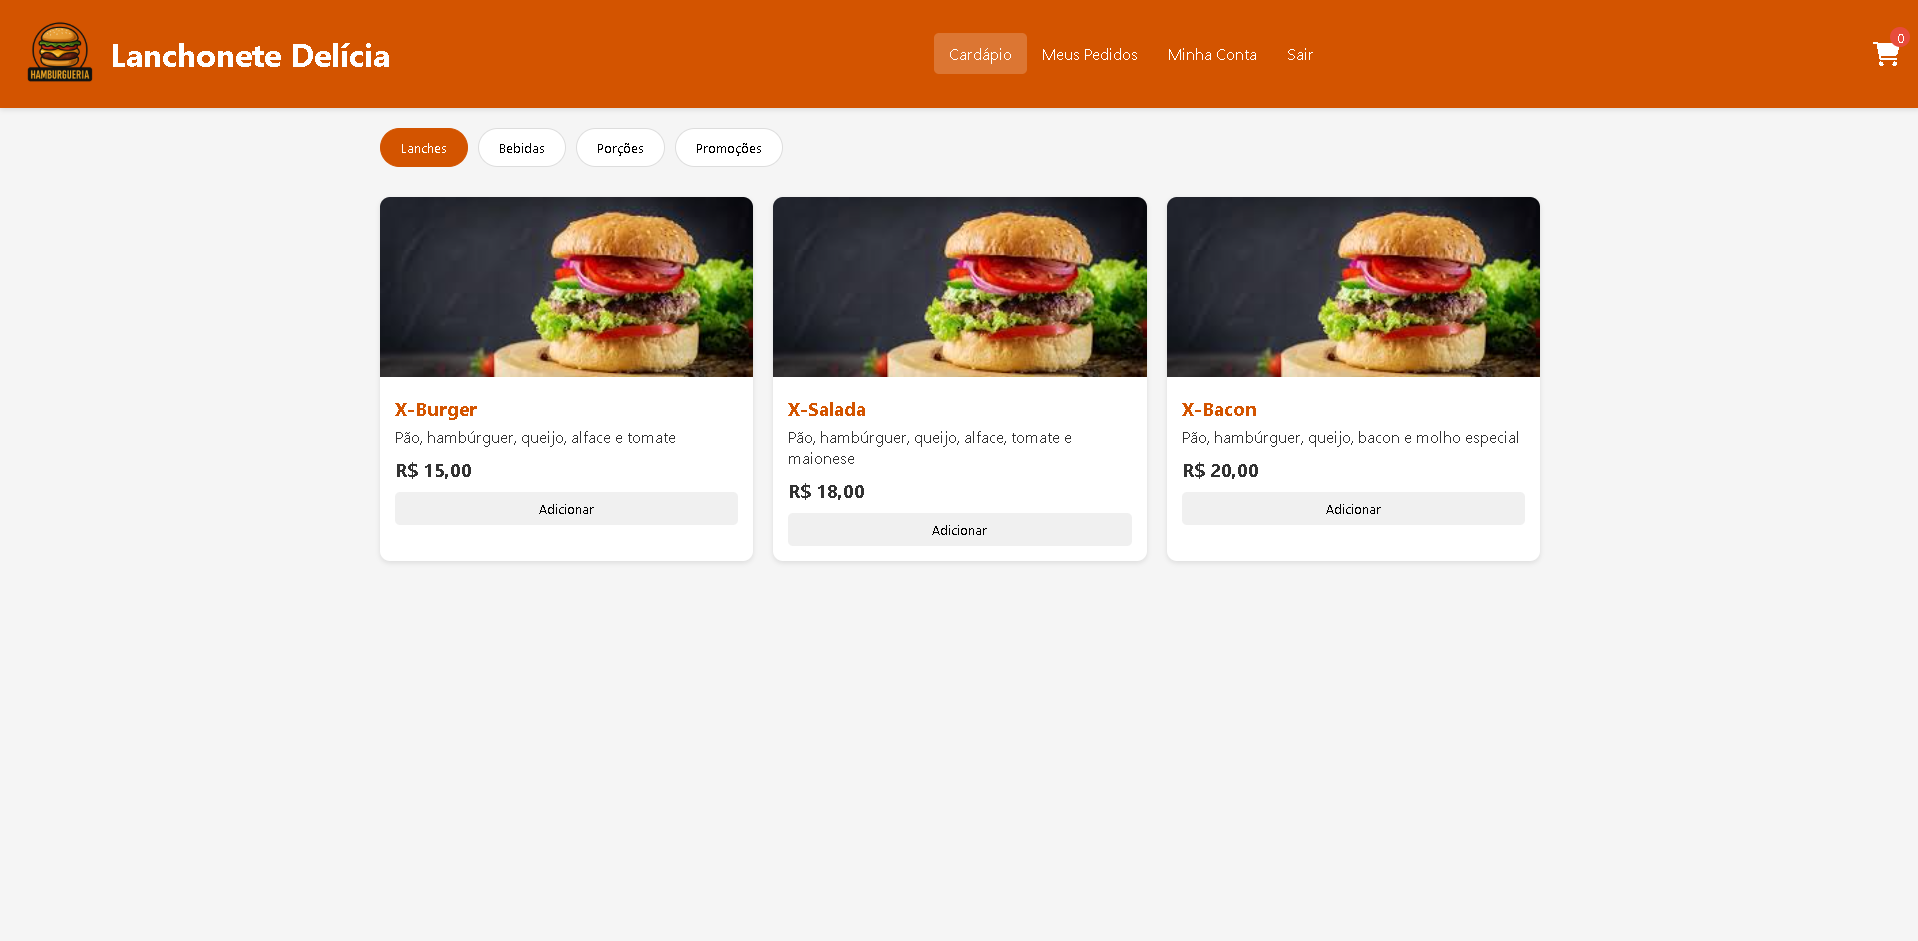 HAMBURGUERIA
Lanchonete Delícia
Cardápio
Meus Pedidos
Minha Conta
Sair
0
Lanches
Bebidas
Porções
Promoções
X-Burger
Pão, hambúrguer, queijo, alface e tomate
R$ 15,00
Adicionar
X-Salada
Pão, hambúrguer, queijo, alface, tomate e
maionese
R$ 18,00
Adicionar
X-Bacon
Pão, hambúrguer, queijo, bacon e molho especial
R$ 20,00
Adicionar